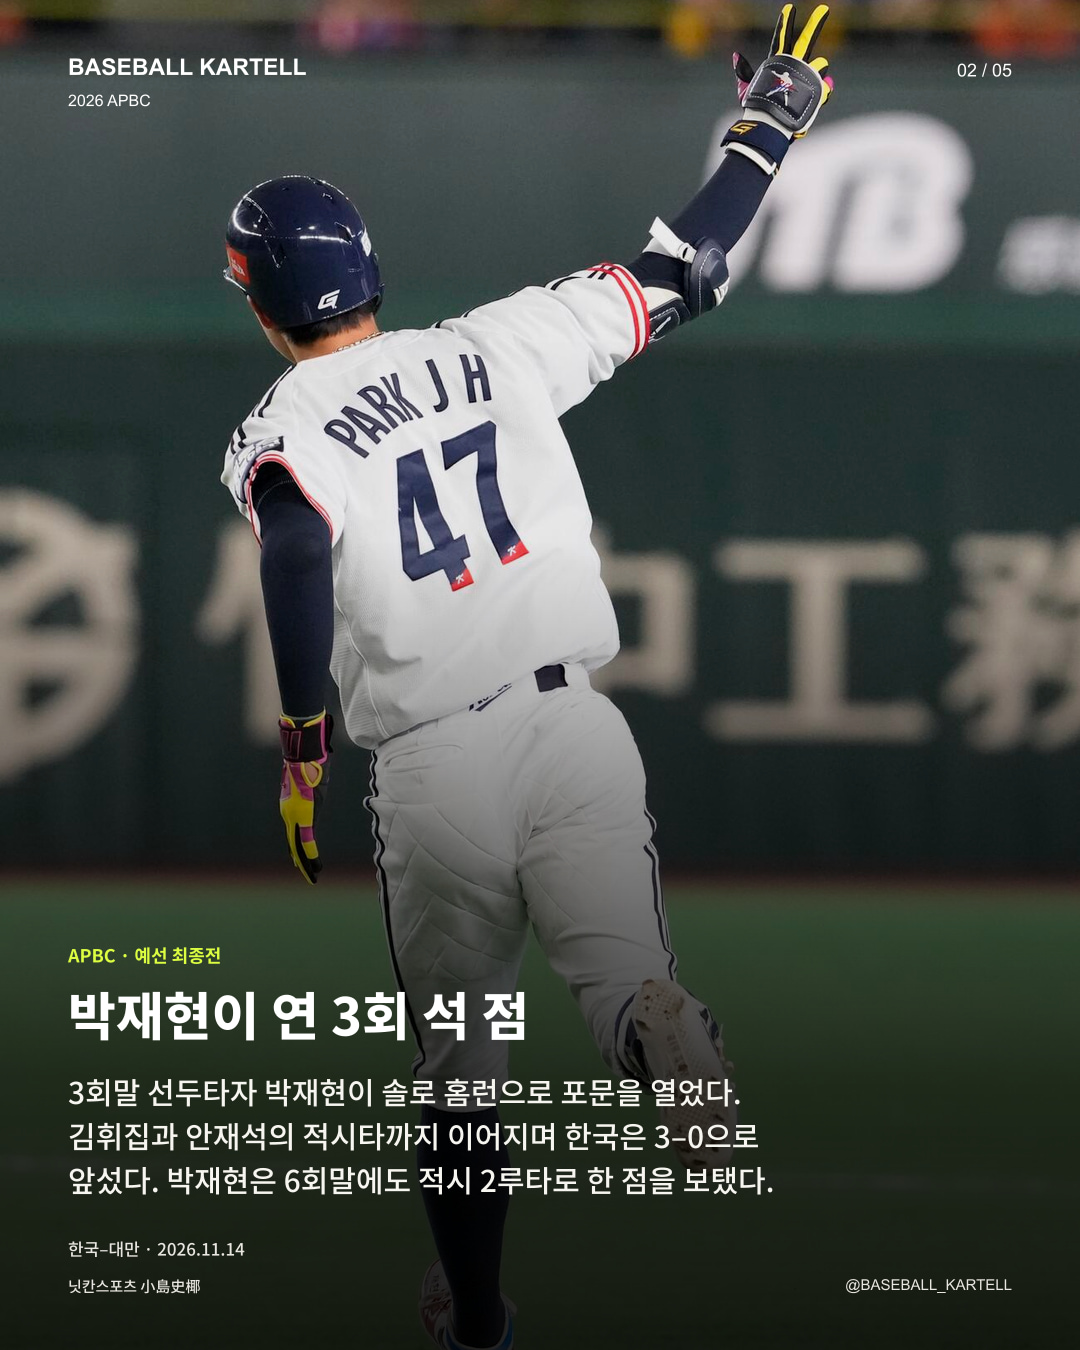 BASEBALL KARTELL
2026 APBC
02 / 05
PARK J H
47
工務
APBC · 예선 최종전
박재현이 연 3회 석 점
3회말 선두타자 박재현이 솔로 홈런으로 포문을 열었다.
김휘집과 안재석의 적시타까지 이어지며 한국은 3–0으로
앞섰다. 박재현은 6회말에도 적시 2루타로 한 점을 보탰다.
한국–대만 · 2026.11.14
닛칸스포츠 小島史椰
@BASEBALL_KARTELL